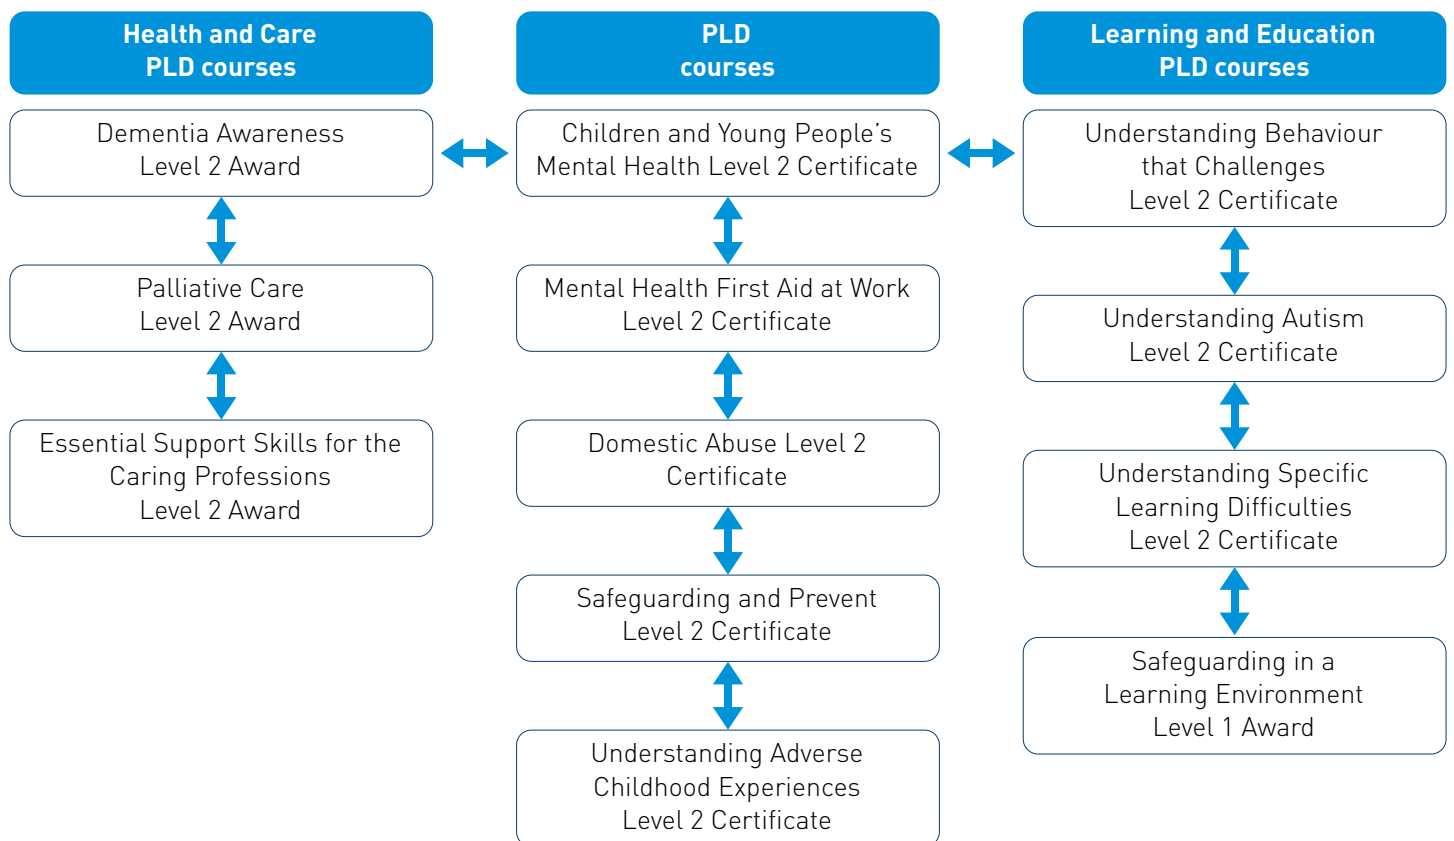 Health and Care
PLD courses
Dementia Awareness
Level 2 Award
Palliative Care
Level 2 Award
Essential Support Skills for the
Caring Professions
Level 2 Award
PLD
courses
Children and Young People’s
Mental Health Level 2 Certificate
Mental Health First Aid at Work
Level 2 Certificate
Domestic Abuse Level 2
Certificate
Safeguarding and Prevent
Level 2 Certificate
Understanding Adverse
Childhood Experiences
Level 2 Certificate
Learning and Education
PLD courses
Understanding Behaviour
that Challenges
Level 2 Certificate
Understanding Autism
Level 2 Certificate
Understanding Specific
Learning Difficulties
Level 2 Certificate
Safeguarding in a
Learning Environment
Level 1 Award